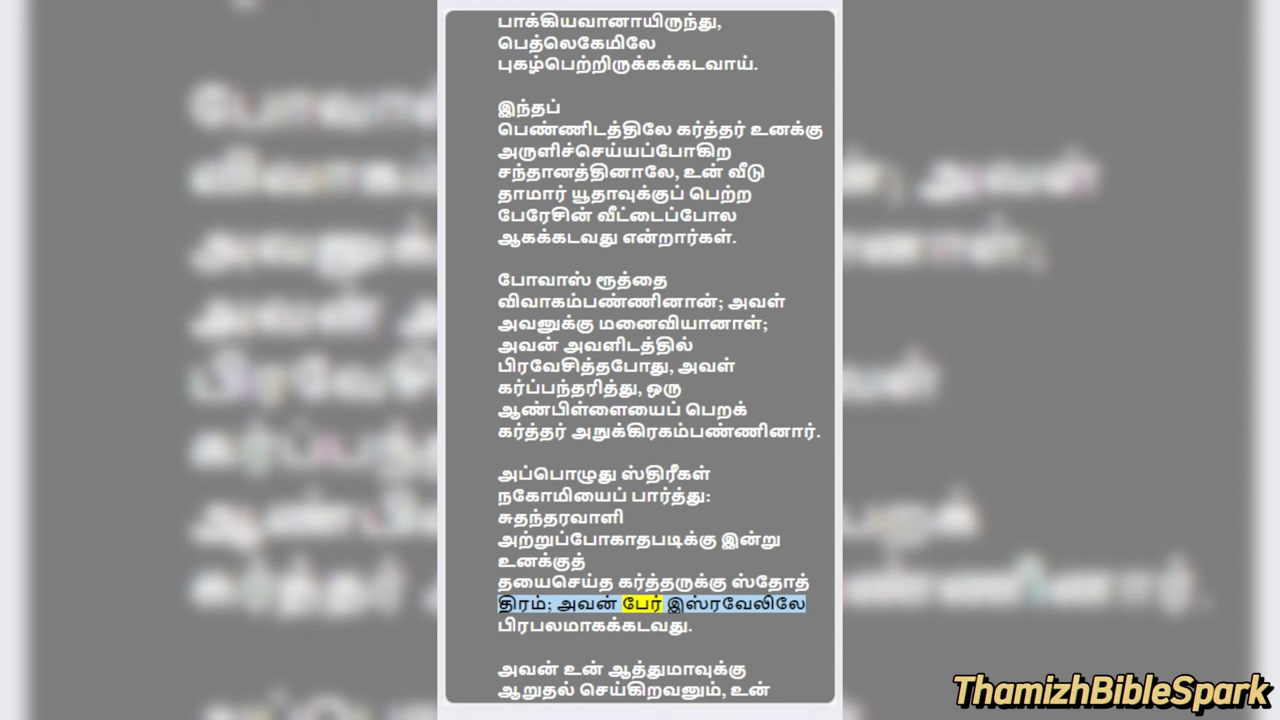 பாக்கியவானாயிருந்து,
பெத்லெகேமிலே
புகழ்பெற்றிருக்கக்கடவாய்.
இந்தப்
பெண்ணிடத்திலே கர்த்தர் உனக்கு
அருளிச்செய்யப்போகிற
சந்தானத்தினாலே, உன் வீடு
தாமார் யூதாவுக்குப் பெற்ற
பேரேசின் வீட்டைப்போல
ஆகக்கடவது என்றார்கள்.
போவாஸ் ரூத்தை
விவாகம்பண்ணினான்; அவள்
அவனுக்கு மனைவியானாள்;
அவன் அவளிடத்தில்
பிரவேசித்தபோது, அவள்
கர்ப்பந்தரித்து, ஒரு
ஆண்பிள்ளையைப் பெறக்
கர்த்தர் அநுக்கிரகம்பண்ணினார்.
அப்பொழுது ஸ்திரீகள்
நகோமியைப் பார்த்து:
சுதந்தரவாளி
அற்றுப்போகாதபடிக்கு இன்று
உனக்குத்
தயைசெய்த கர்த்தருக்கு ஸ்தோத்
திரம்; அவன் பேர் இஸ்ரவேலிலே
பிரபலமாகக்கடவது.
அவன் உன் ஆத்துமாவுக்கு
ஆறுதல் செய்கிறவனும், உன்
ThamizhBibleSpark